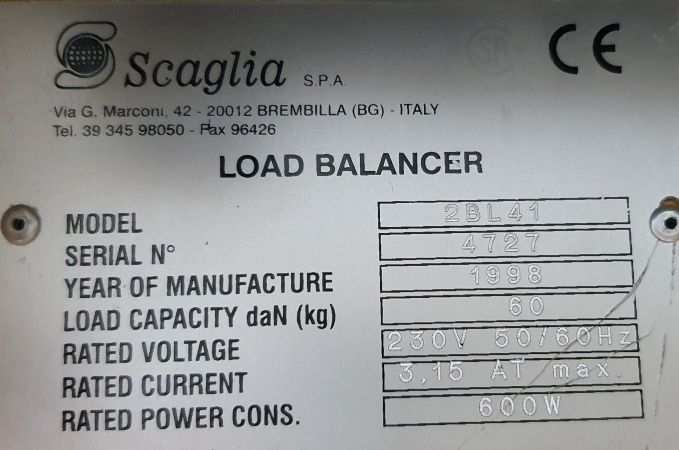 Scaglia S.P.A.
CE
Via G. Marconi, 42 - 20012 BREMBILLA (BG) - ITALY
Tel. 39 345 98050 - Fax 96426
LOAD BALANCER
MODEL 2BL41
SERIAL N° 4727
YEAR OF MANUFACTURE 1998
LOAD CAPACITY daN (kg) 60
RATED VOLTAGE 230V 50/60Hz
RATED CURRENT 3,15 AT max.
RATED POWER CONS. 600W